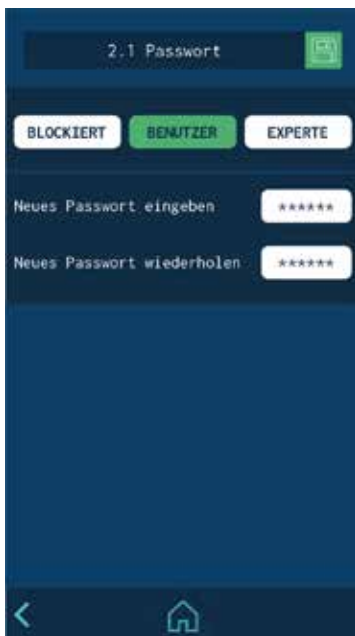 2.1 Passwort
BLOCKIERT BENUTZER EXPERTE
Neues Passwort eingeben ******
Neues Passwort wiederholen ******